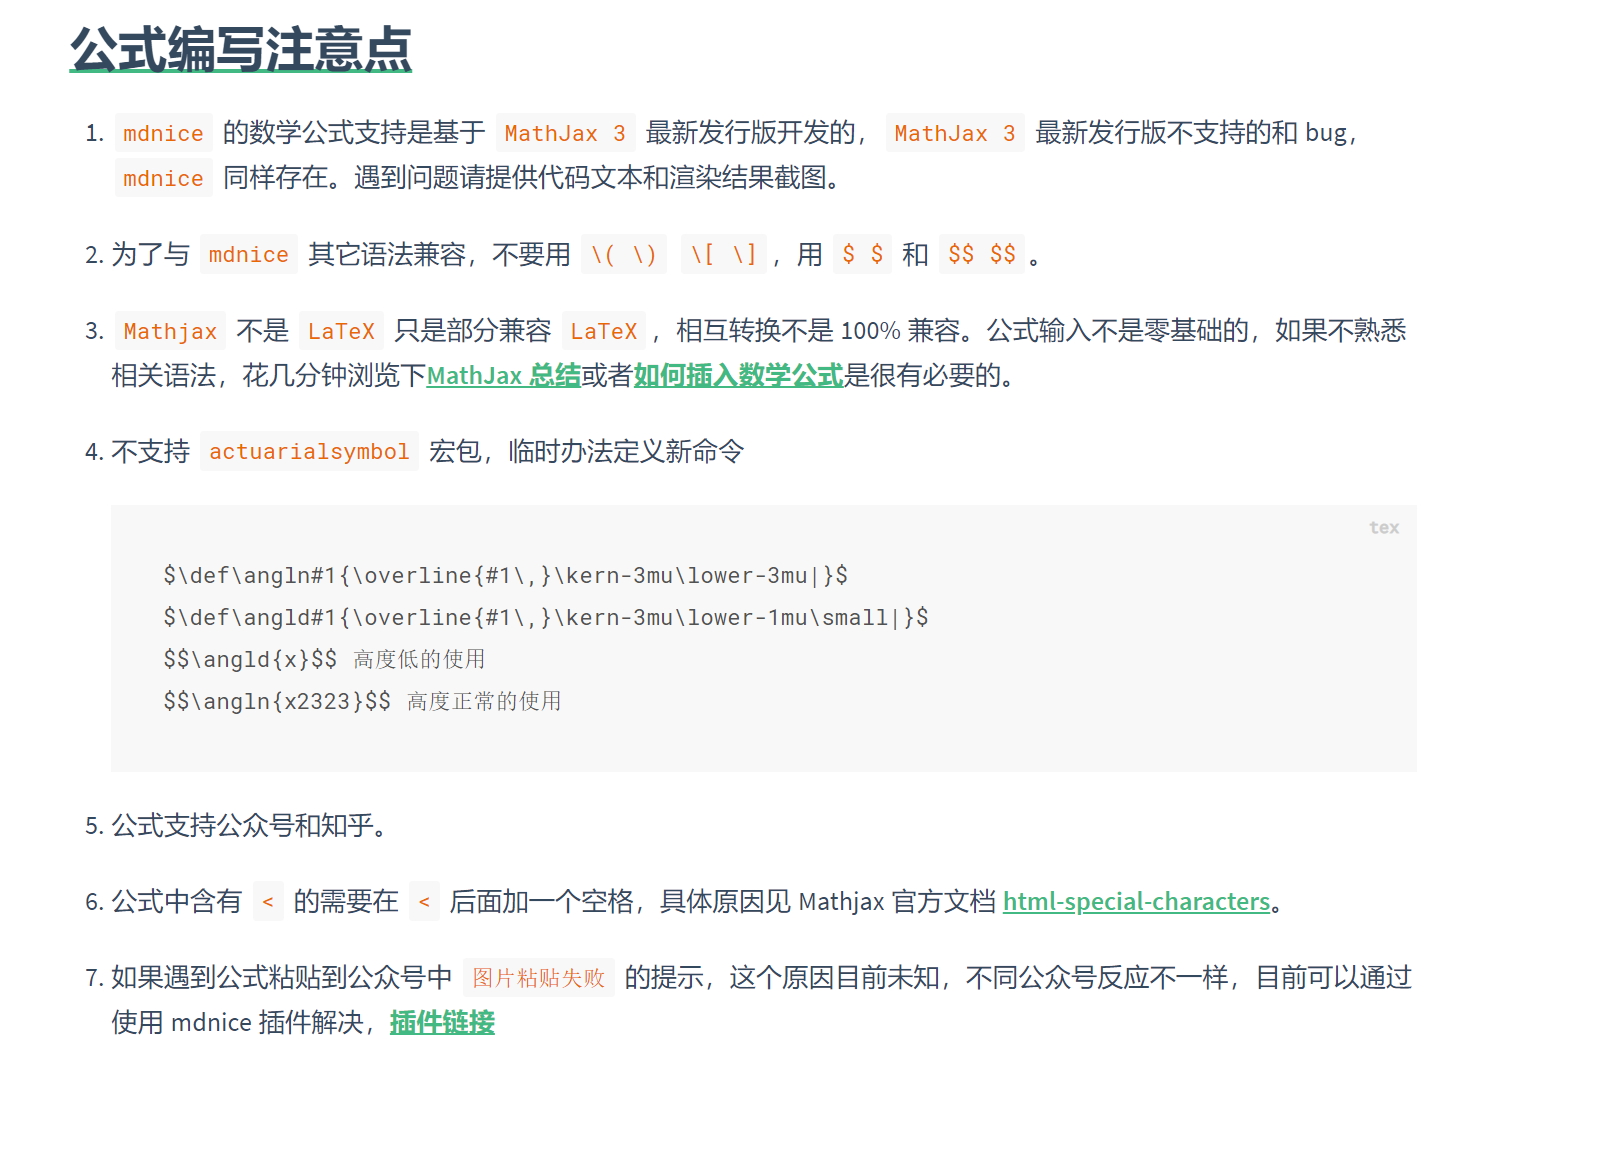 公式编写注意点
1. mdnice 的数学公式支持是基于 MathJax 3 最新发行版开发的， MathJax 3 最新发行版不支持的和 bug，
mdnice 同样存在。遇到问题请提供代码文本和渲染结果截图。
2. 为了与 mdnice 其它语法兼容，不要用 \( \) \[ \] ，用 $ $ 和 $$ $$ 。
3. Mathjax 不是 LaTeX 只是部分兼容 LaTeX ，相互转换不是 100% 兼容。公式输入不是零基础的，如果不熟悉
相关语法，花几分钟浏览下MathJax 总结或者如何插入数学公式是很有必要的。
4. 不支持 actuarialsymbol 宏包，临时办法定义新命令
tex
$\def\angln#1{\overline{#1\,}\kern-3mu\lower-3mu|}$
$\def\angld#1{\overline{#1\,}\kern-3mu\lower-1mu\small|}$
$$\angld{x}$$ 高度低的使用
$$\angln{x2323}$$ 高度正常的使用
5. 公式支持公众号和知乎。
6. 公式中含有 < 的需要在 < 后面加一个空格，具体原因见 Mathjax 官方文档 html-special-characters。
7. 如果遇到公式粘贴到公众号中 图片粘贴失败 的提示，这个原因目前未知，不同公众号反应不一样，目前可以通过
使用 mdnice 插件解决，插件链接